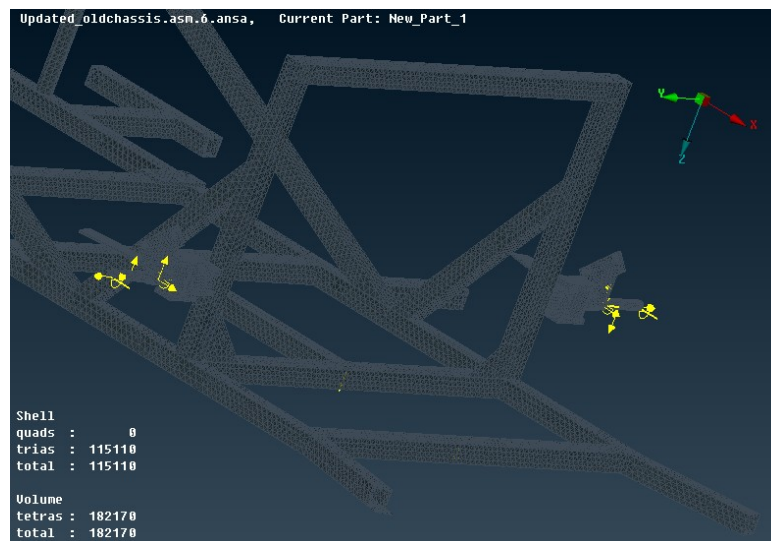 Updated_oldchassis.asm.6.ansa,   Current Part: New_Part_1
Y
X
Z
Shell
quads  :       0
trias  :  115110
total  :  115110
Volume
tetras :  182170
total  :  182170